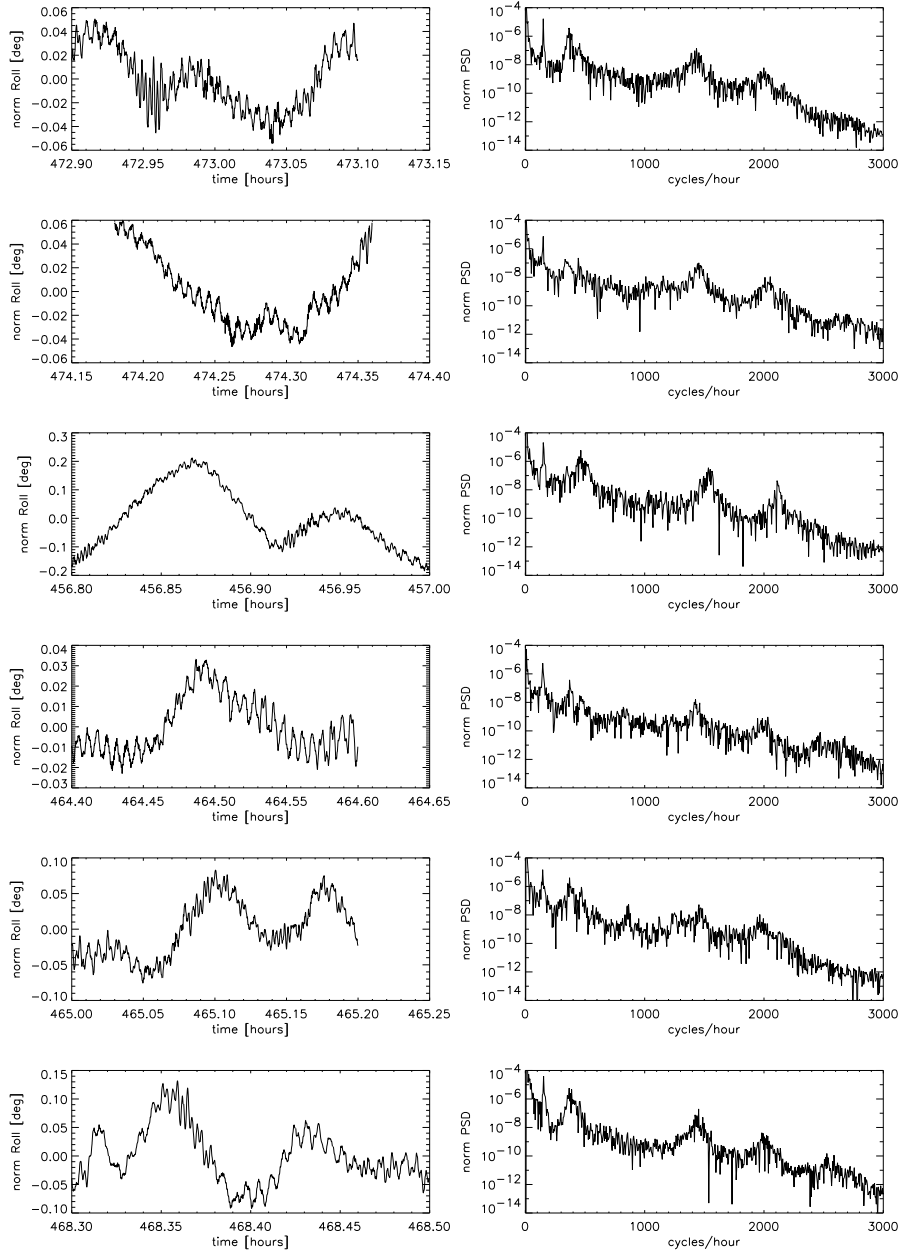 norm Roll [deg]
0.06
0.04
0.02
0.00
−0.02
−0.04
−0.06
472.90 472.95 473.00 473.05 473.10 473.15
time [hours]
norm PSD
10−4
10−6
10−8
10−10
10−12
10−14
0 1000 2000 3000
cycles/hour
norm Roll [deg]
0.06
0.04
0.02
0.00
−0.02
−0.04
−0.06
474.15 474.20 474.25 474.30 474.35 474.40
time [hours]
norm PSD
10−4
10−6
10−8
10−10
10−12
10−14
0 1000 2000 3000
cycles/hour
norm Roll [deg]
0.3
0.2
0.1
0.0
−0.1
−0.2
456.80 456.85 456.90 456.95 457.00
time [hours]
norm PSD
10−4
10−6
10−8
10−10
10−12
10−14
0 1000 2000 3000
cycles/hour
norm Roll [deg]
0.04
0.03
0.02
0.01
0.00
−0.01
−0.02
−0.03
464.40 464.45 464.50 464.55 464.60 464.65
time [hours]
norm PSD
10−4
10−6
10−8
10−10
10−12
10−14
0 1000 2000 3000
cycles/hour
norm Roll [deg]
0.10
0.05
0.00
−0.05
−0.10
465.00 465.05 465.10 465.15 465.20 465.25
time [hours]
norm PSD
10−4
10−6
10−8
10−10
10−12
10−14
0 1000 2000 3000
cycles/hour
norm Roll [deg]
0.15
0.10
0.05
0.00
−0.05
−0.10
468.30 468.35 468.40 468.45 468.50
time [hours]
norm PSD
10−4
10−6
10−8
10−10
10−12
10−14
0 1000 2000 3000
cycles/hour